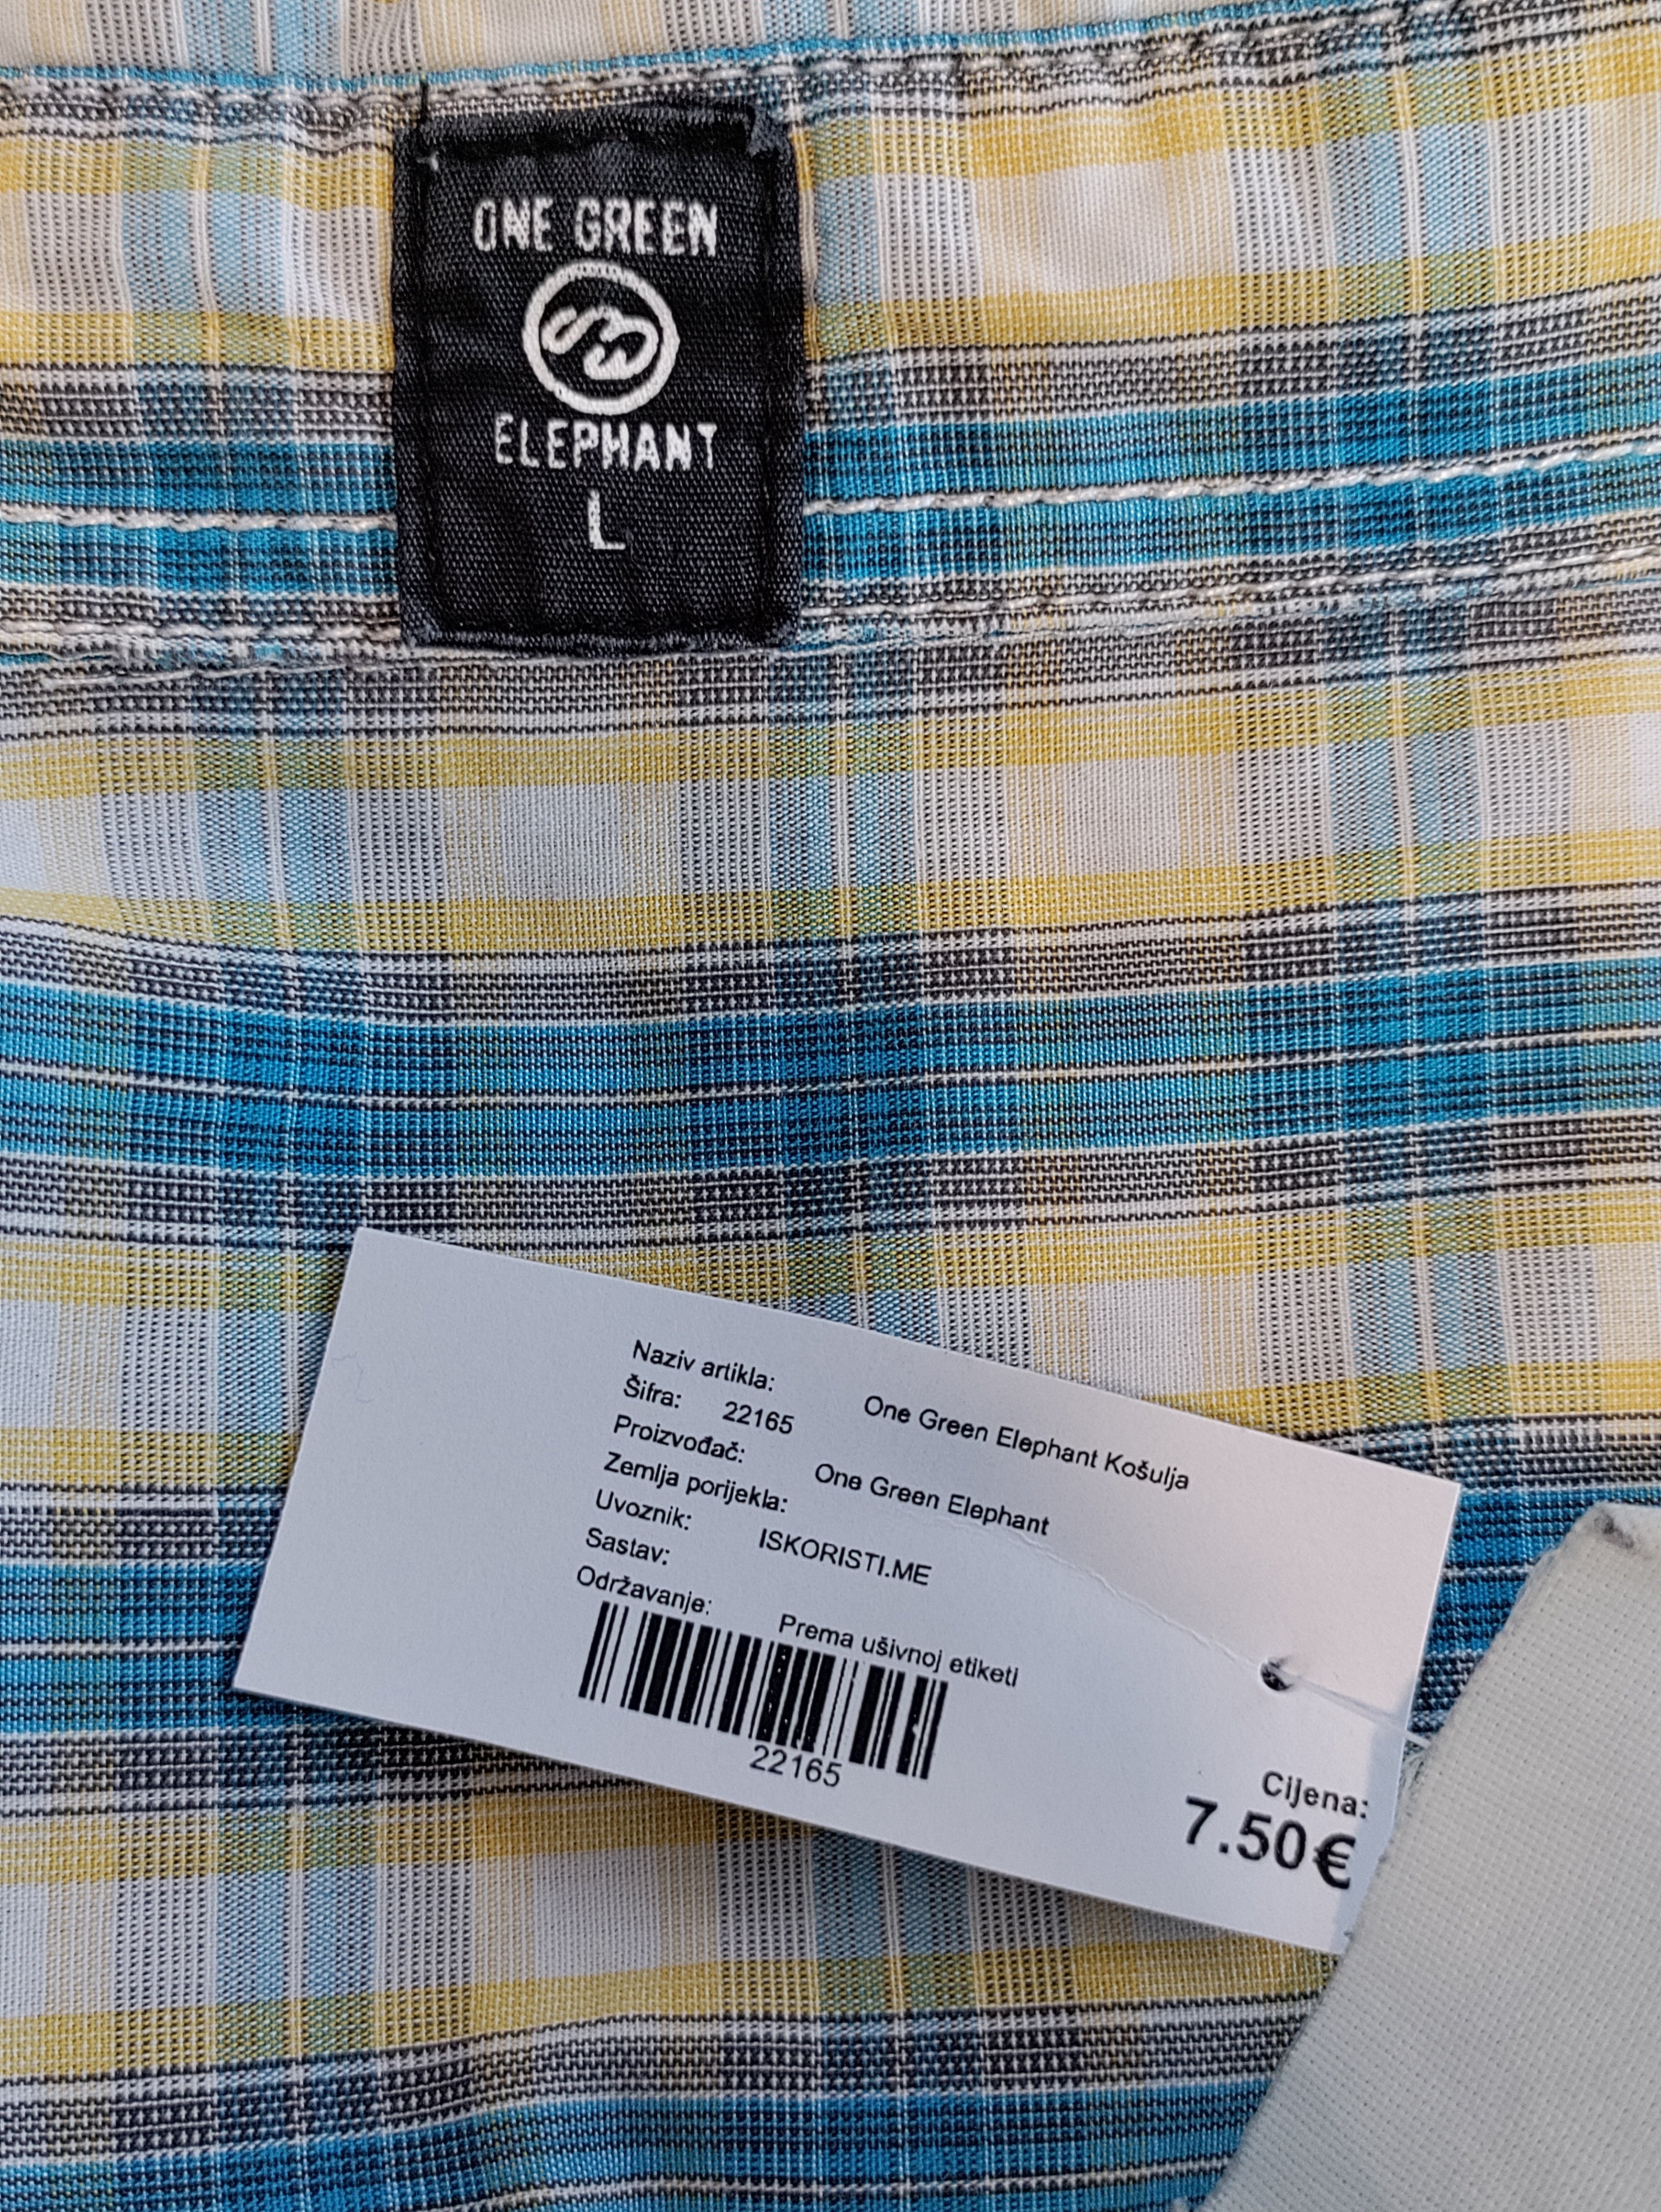 ONE GREEN
ELEPHANT
L
Naziv artikla: One Green Elephant Košulja
Šifra: 22165
Proizvođač: One Green Elephant
Zemlja porijekla:
Uvoznik: ISKORISTI.ME
Sastav:
Održavanje: Prema ušivnoj etiketi
22165
Cijena:
7.50€